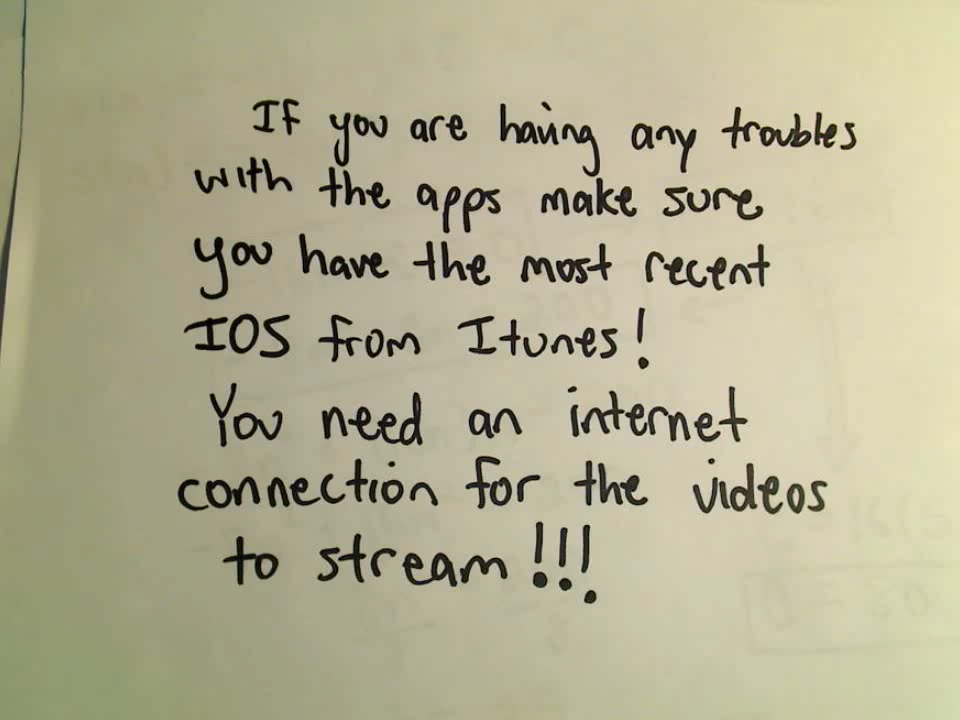 If you are having any troubles
with the apps make sure
you have the most recent
IOS from Itunes!
You need an internet
connection for the videos
to stream!!!